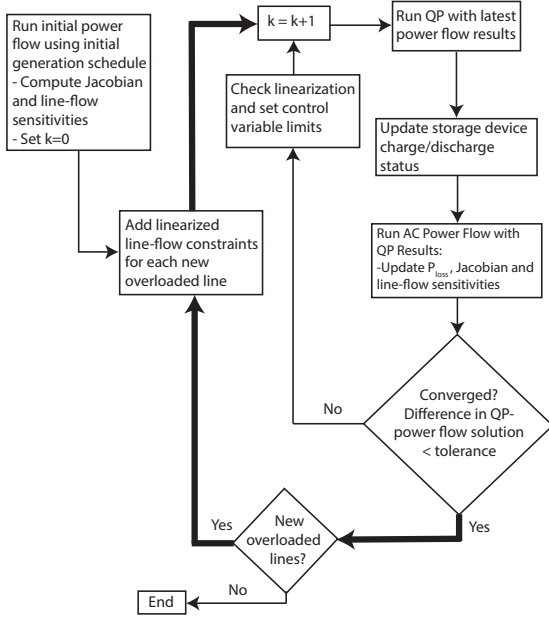 Run initial power
flow using initial
generation schedule
- Compute Jacobian
and line-flow
sensitivities
- Set k=0
k = k+1
Run QP with latest
power flow results
Check linearization
and set control
variable limits
Update storage device
charge/discharge
status
Add linearized
line-flow constraints
for each new
overloaded line
Run AC Power Flow with
QP Results:
-Update P_loss, Jacobian and
line-flow sensitivities
Converged?
Difference in QP-
power flow solution
< tolerance
No
Yes
New
overloaded
lines?
Yes
No
End